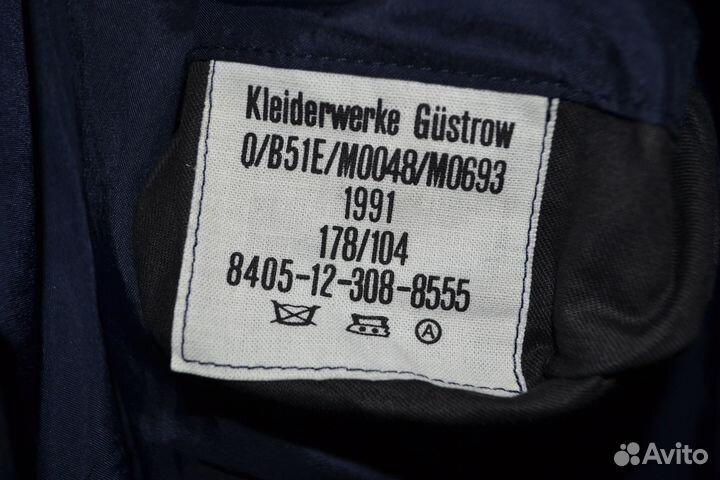 Kleiderwerke Güstrow
0/B51E/M0048/M0693
1991
178/104
8405-12-308-8555
A
Avito